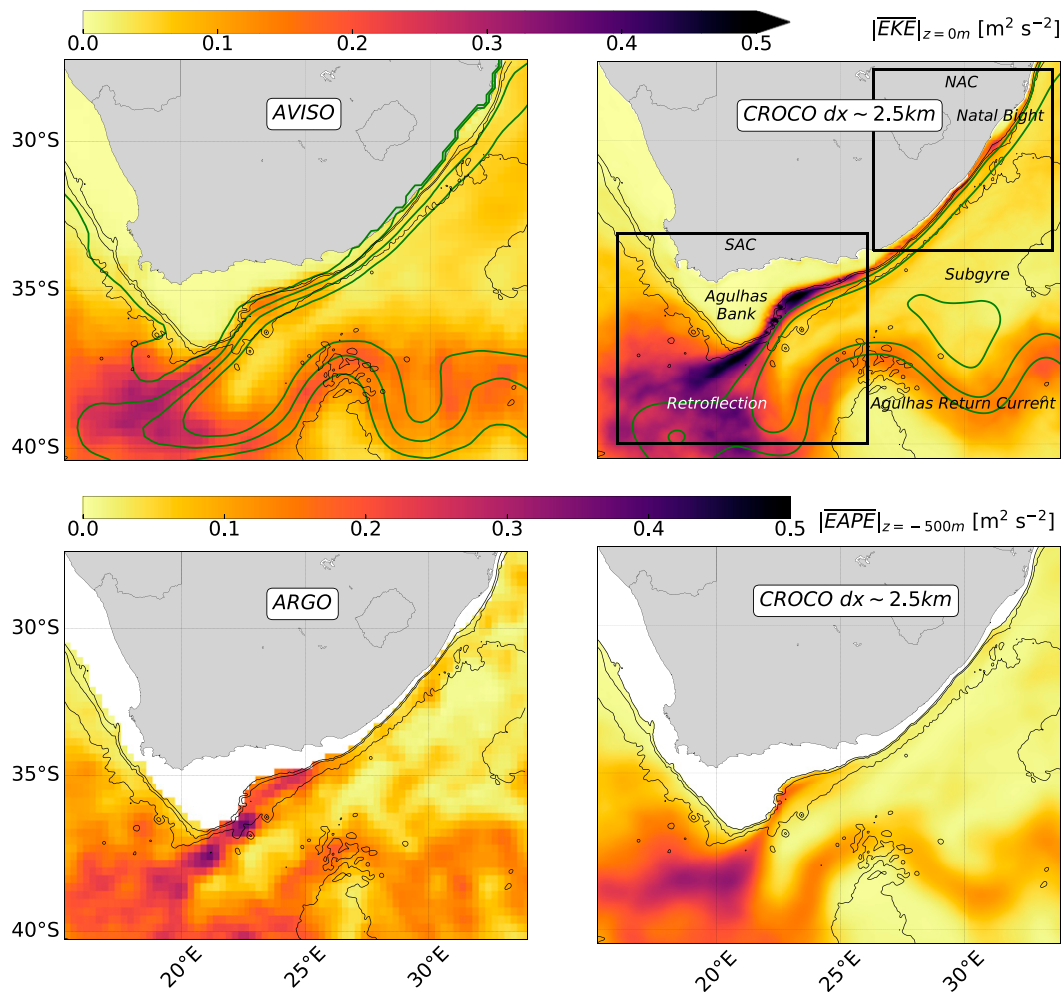 0.0 0.1 0.2 0.3 0.4 0.5
|EKE|z=0m [m² s⁻²]
AVISO
30°S
35°S
40°S
CROCO dx ~ 2.5km
NAC
Natal Bight
SAC
Agulhas
Bank
Subgyre
Retroflection
Agulhas Return Current
0.0 0.1 0.2 0.3 0.4 0.5
|EAPE|z=−500m [m² s⁻²]
ARGO
30°S
35°S
40°S
20°E 25°E 30°E
CROCO dx ~ 2.5km
20°E 25°E 30°E